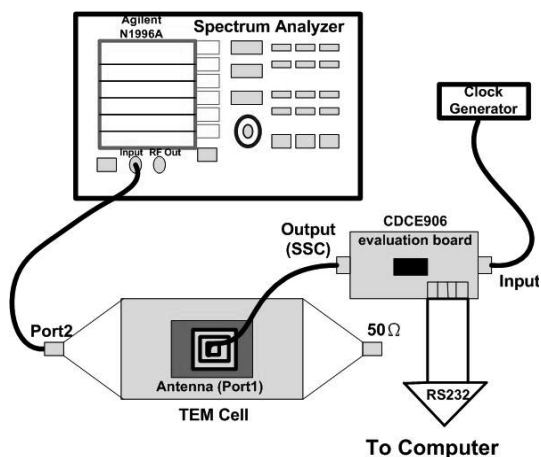 Spectrum Analyzer
Agilent
N1996A
Input RF Out
Clock
Generator
CDCE906
evaluation board
Output
(SSC)
Input
Port2
50Ω
Antenna (Port1)
TEM Cell
RS232
To Computer